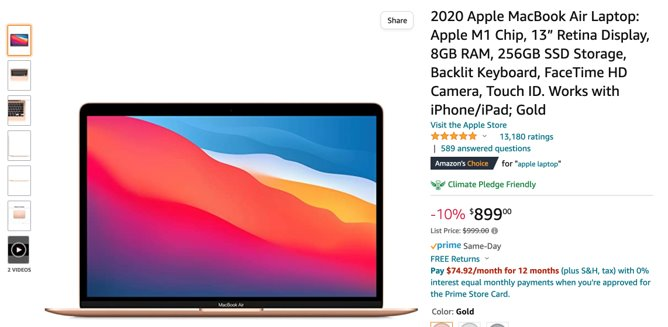 Share
2020 Apple MacBook Air Laptop:
Apple M1 Chip, 13” Retina Display,
8GB RAM, 256GB SSD Storage,
Backlit Keyboard, FaceTime HD
Camera, Touch ID. Works with
iPhone/iPad; Gold
Visit the Apple Store
13,180 ratings
| 589 answered questions
Amazon's Choice for "apple laptop"
Climate Pledge Friendly
-10% $899.00
List Price: $999.00
prime Same-Day
FREE Returns
Pay $74.92/month for 12 months (plus S&H, tax) with 0%
interest equal monthly payments when you're approved for
the Prime Store Card.
Color: Gold
2 VIDEOS
MacBook Air